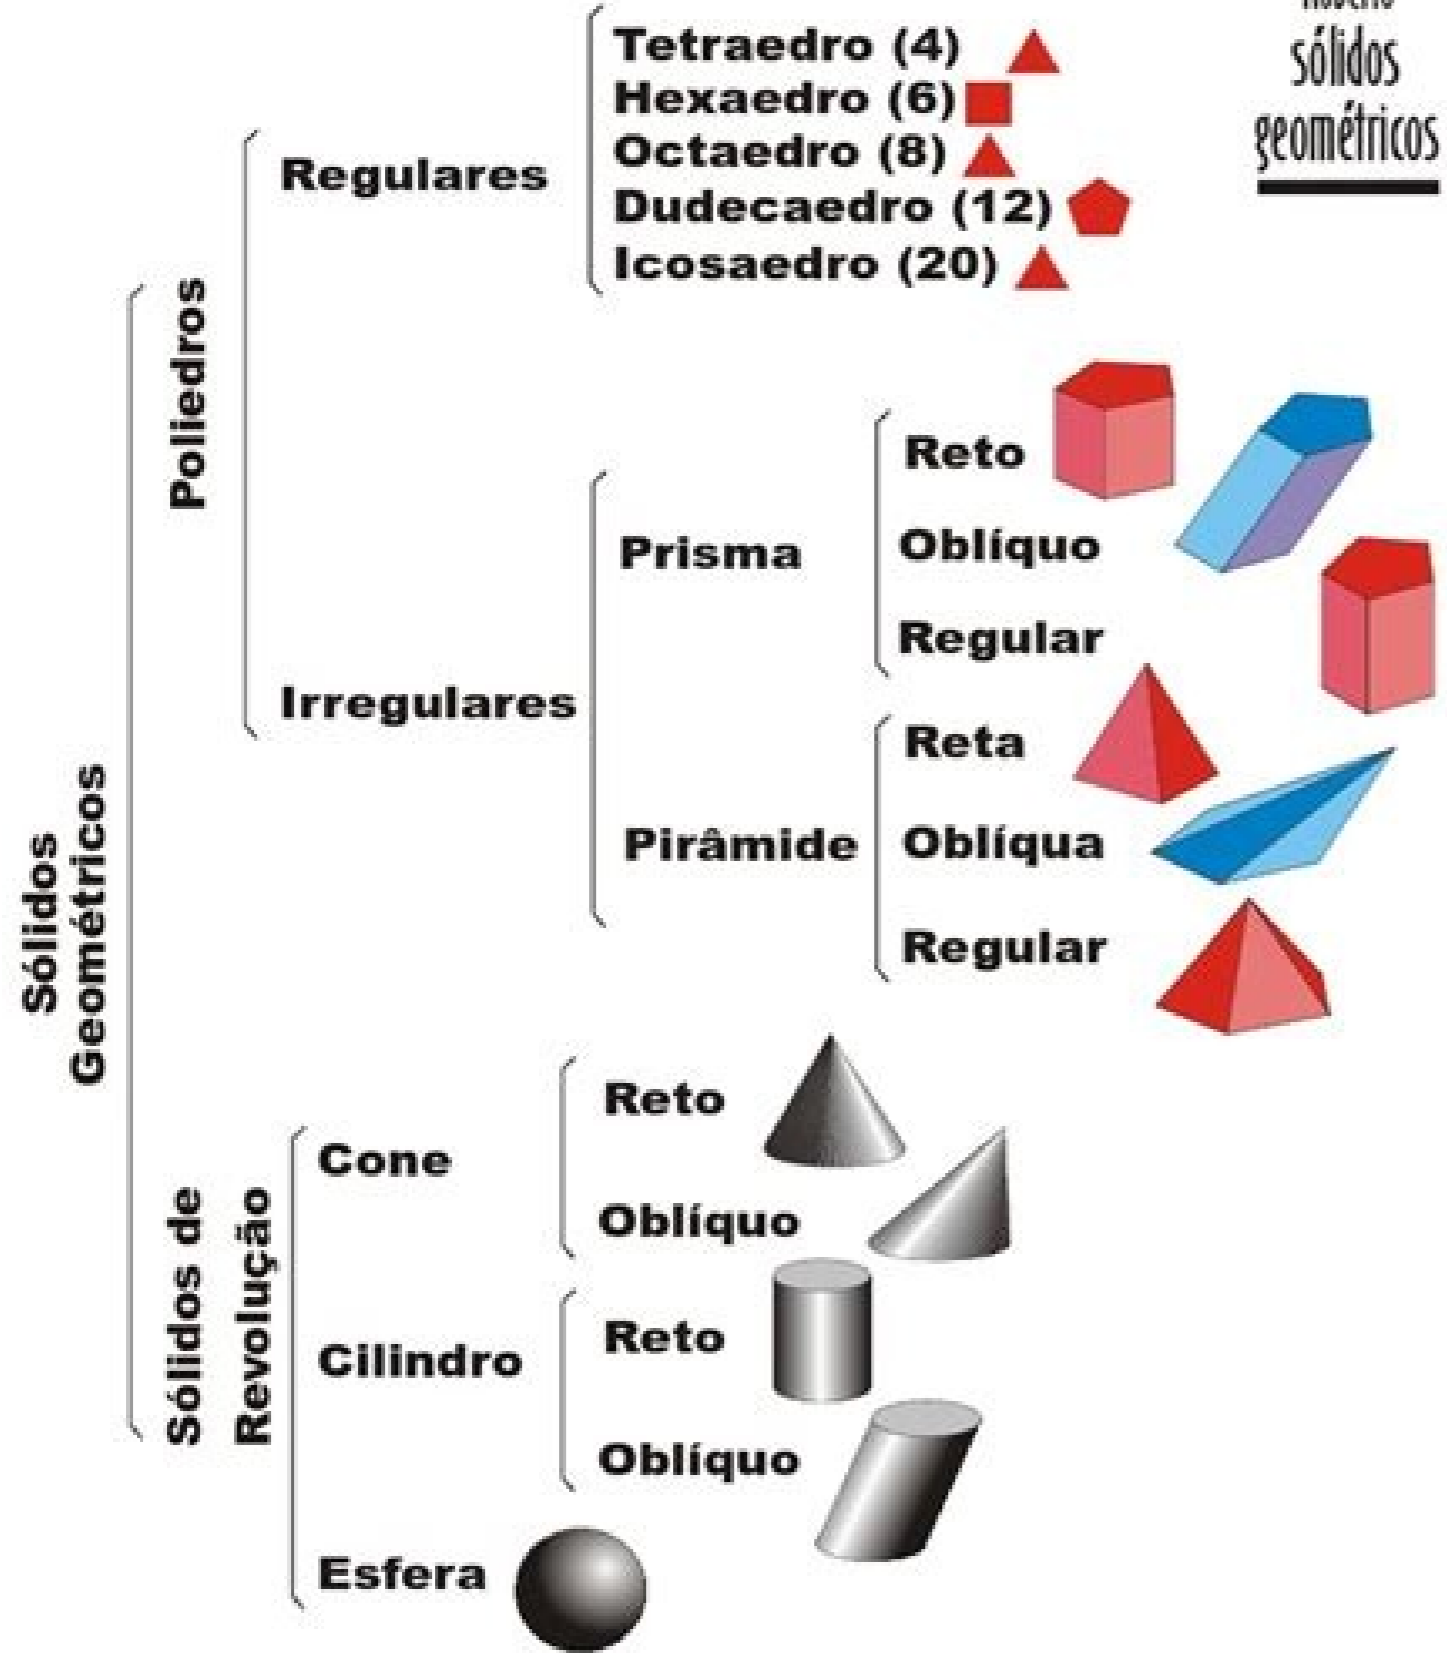 sólidos
geométricos
Sólidos
Geométricos
Poliedros
Regulares
Tetraedro (4)
Hexaedro (6)
Octaedro (8)
Dudecaedro (12)
Icosaedro (20)
Irregulares
Prisma
Reto
Oblíquo
Regular
Pirâmide
Reta
Oblíqua
Regular
Sólidos de
Revolução
Cone
Reto
Oblíquo
Cilindro
Reto
Oblíquo
Esfera